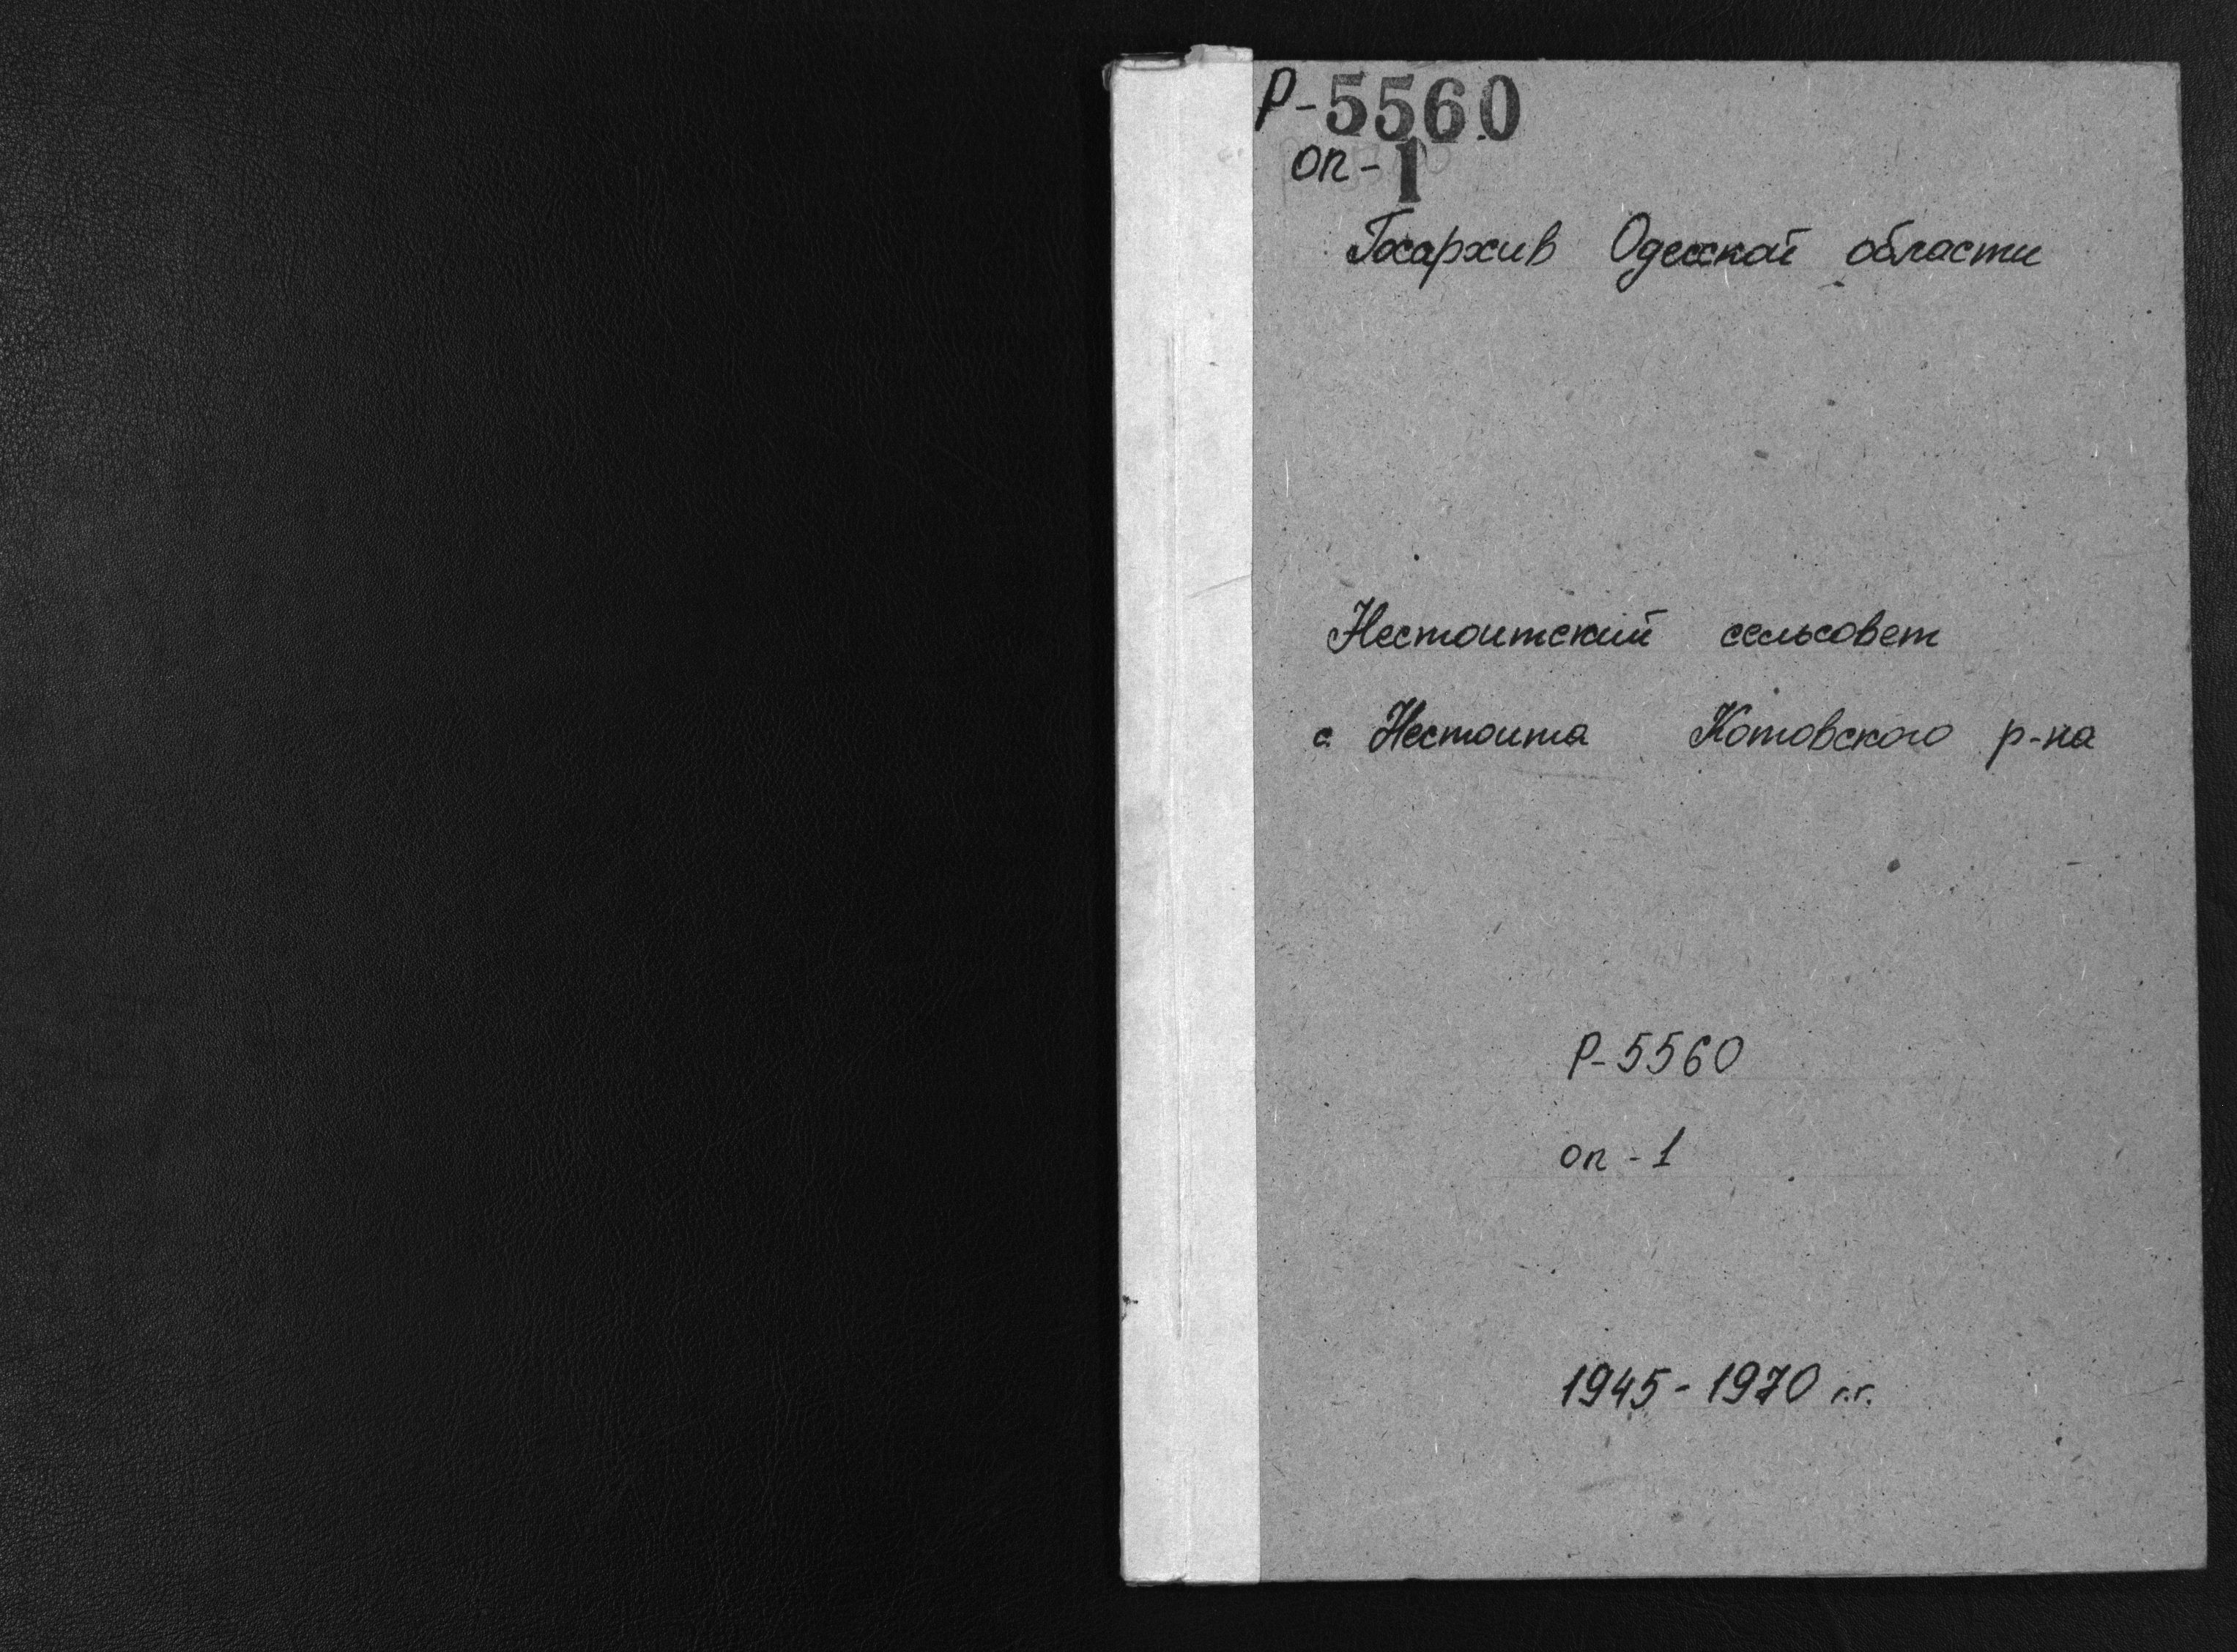 Р-5560
оп-1
Госархив Одесской области
Нестоитский сельсовет
с. Нестоита Котовского р-на
Р-5560
оп-1
1945-1970 г.г.